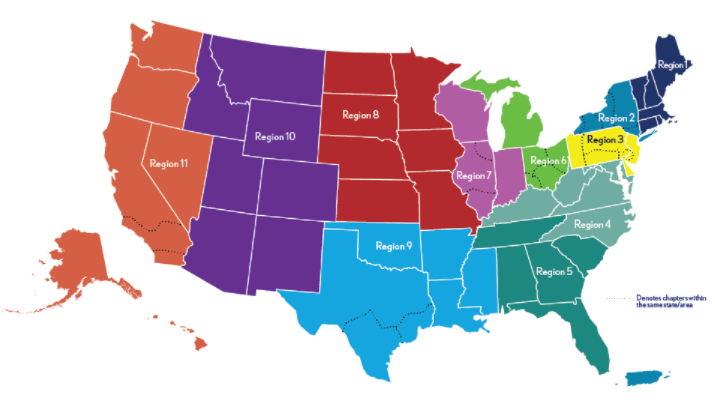 Region 1
Region 2
Region 3
Region 8
Region 10
Region 6
Region 11
Region 7
Region 4
Region 9
Region 5
Denotes chapters within
the same state/area